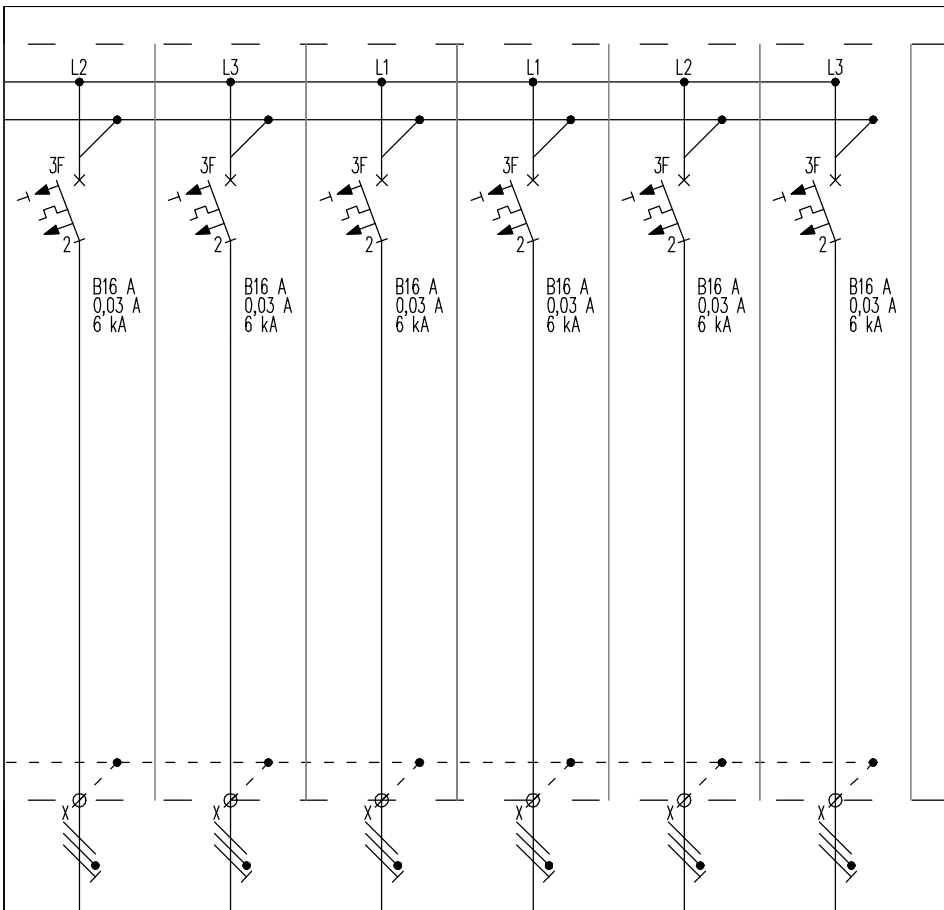 L2 L3 L1 L1 L2 L3
3F 3F 3F 3F 3F 3F
2 2 2 2 2 2
B16 A B16 A B16 A B16 A B16 A B16 A
0,03 A 0,03 A 0,03 A 0,03 A 0,03 A 0,03 A
6 kA 6 kA 6 kA 6 kA 6 kA 6 kA
X X X X X X